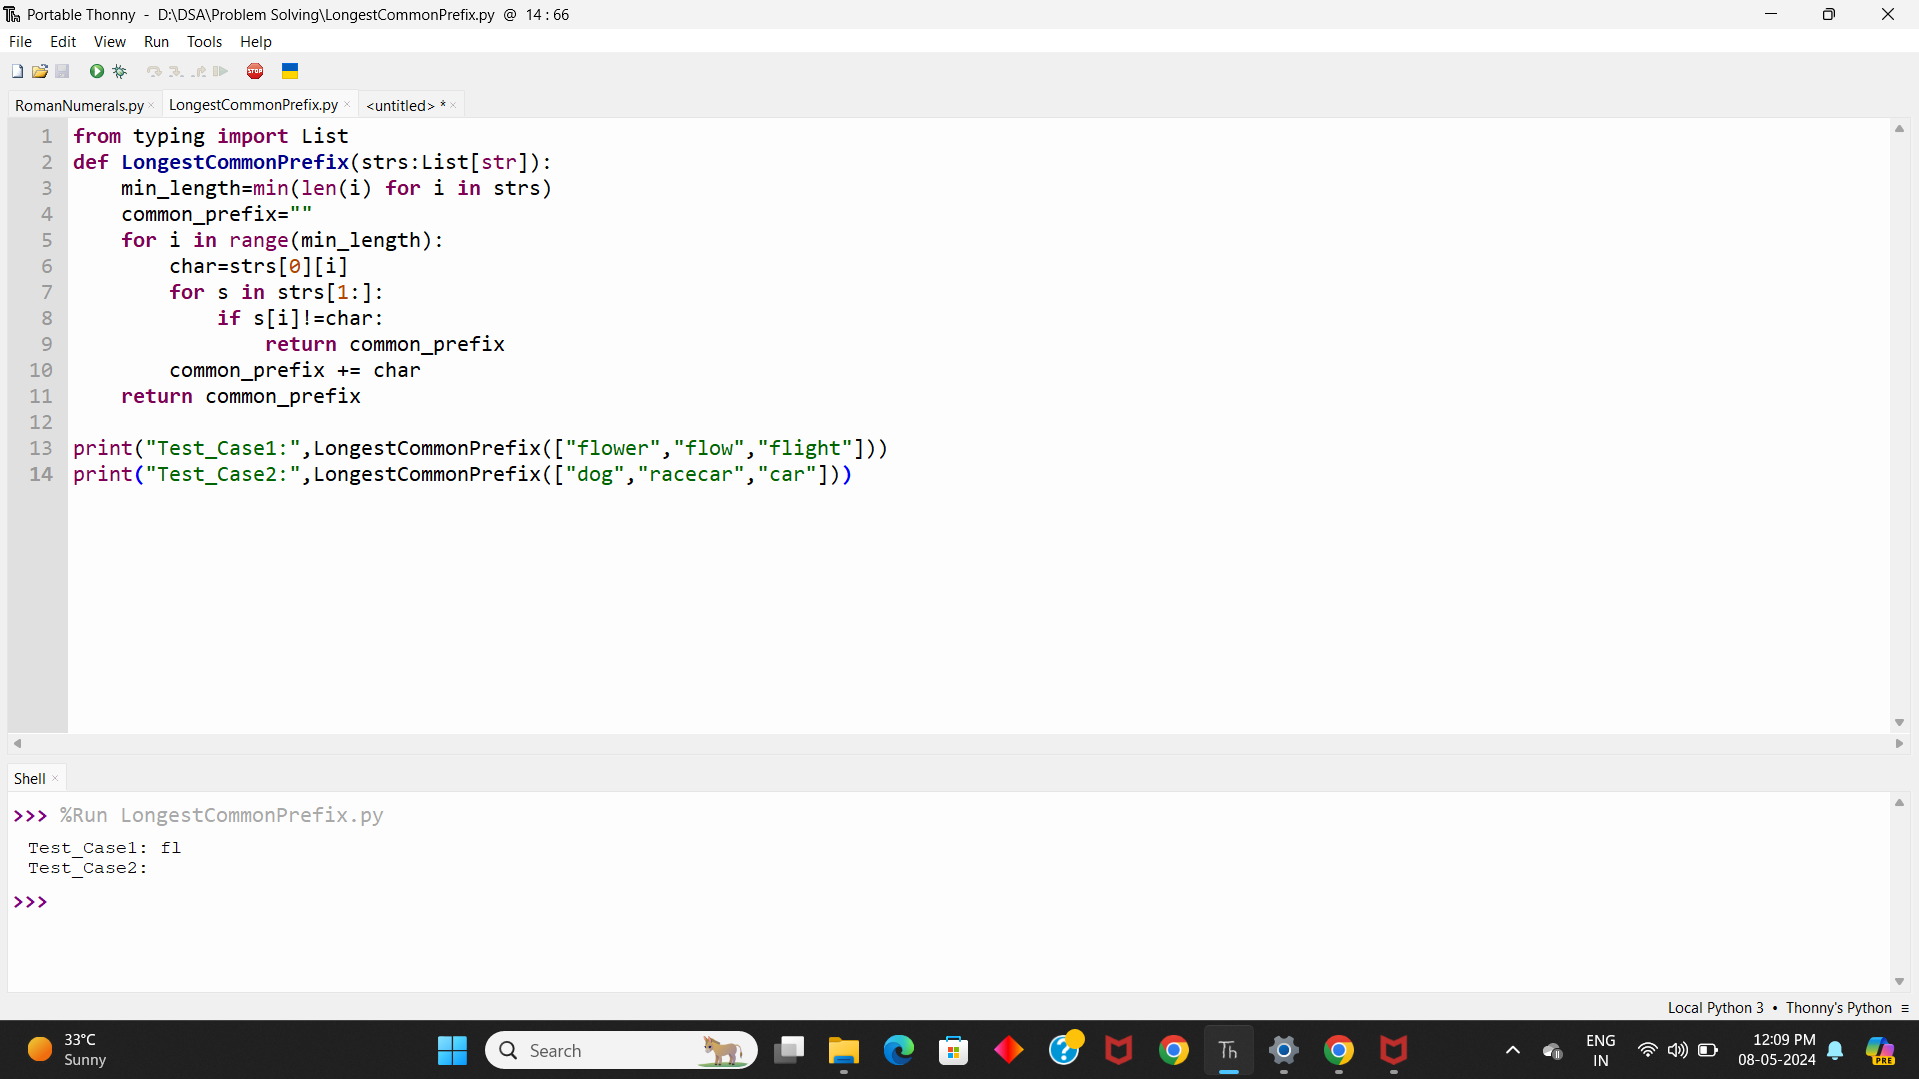 Portable Thonny - D:\DSA\Problem Solving\LongestCommonPrefix.py @ 14 : 66
File Edit View Run Tools Help
STOP
RomanNumerals.py × LongestCommonPrefix.py × <untitled> * ×
1 from typing import List
2 def LongestCommonPrefix(strs:List[str]):
3     min_length=min(len(i) for i in strs)
4     common_prefix=""
5     for i in range(min_length):
6         char=strs[0][i]
7         for s in strs[1:]:
8             if s[i]!=char:
9                 return common_prefix
10         common_prefix += char
11     return common_prefix
12
13 print("Test_Case1:",LongestCommonPrefix(["flower","flow","flight"]))
14 print("Test_Case2:",LongestCommonPrefix(["dog","racecar","car"]))
Shell ×
>>> %Run LongestCommonPrefix.py
Test_Case1: fl
Test_Case2:
>>>
Local Python 3 • Thonny's Python ≡
33°C
Sunny
Search
Th
ENG
IN
12:09 PM
08-05-2024
PRE